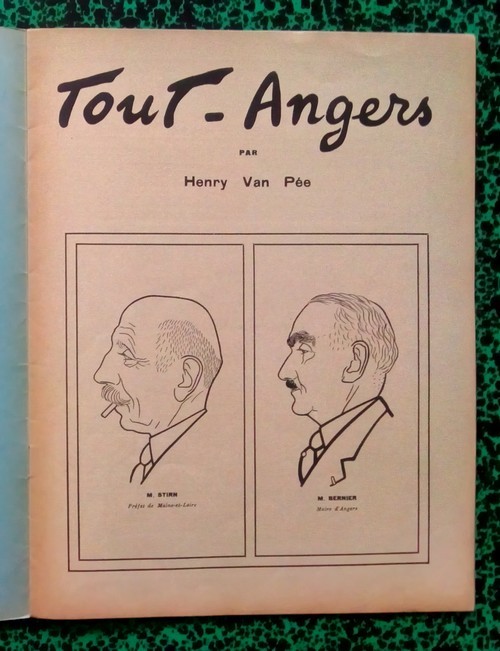 Tout-Angers
PAR
Henry Van Pée
M. STIRN
Préfet de Maine-et-Loire
M. BERNIER
Maire d'Angers